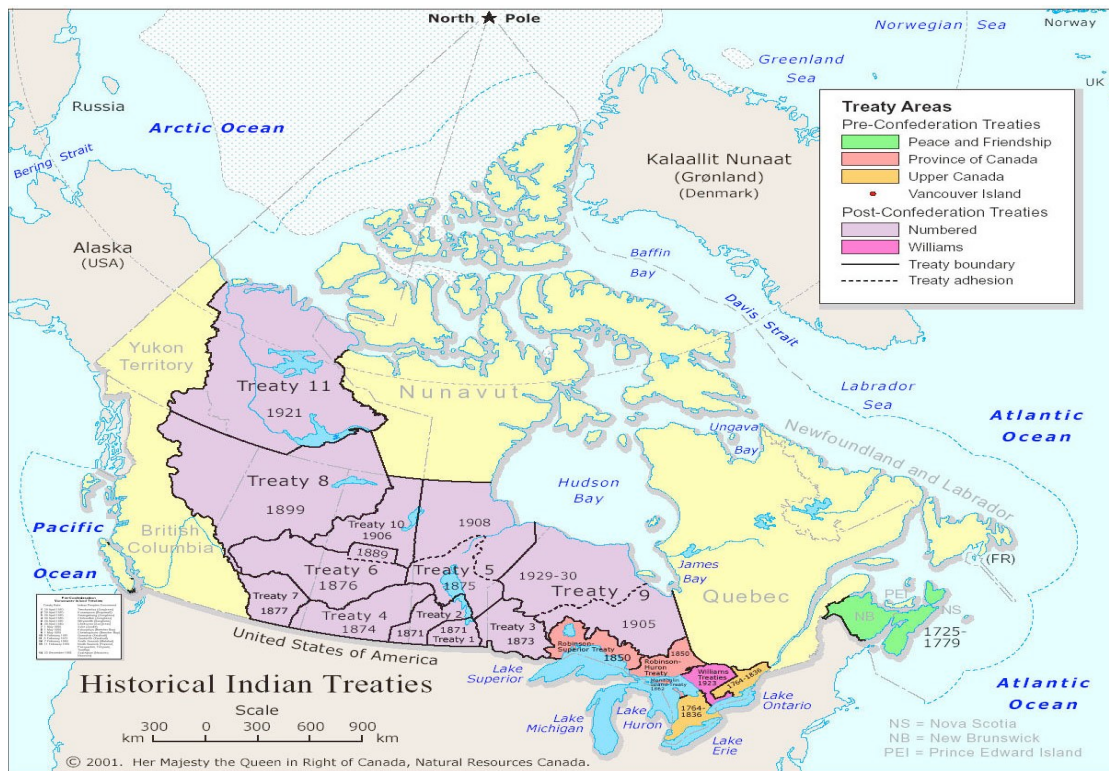 North Pole
Norwegian Sea
Norway
Greenland Sea
UK
Russia
Arctic Ocean
Bering Strait
Kalaallit Nunaat
(Grønland)
(Denmark)
Treaty Areas
Pre-Confederation Treaties
Peace and Friendship
Province of Canada
Upper Canada
Vancouver Island
Post-Confederation Treaties
Numbered
Williams
Treaty boundary
Treaty adhesion
Alaska
(USA)
Baffin Bay
Davis Strait
Yukon
Territory
Nunavut
Labrador Sea
Treaty 11
1921
Atlantic Ocean
Ungava Bay
Newfoundland and Labrador
Hudson Bay
Treaty 8
1899
Pacific Ocean
British
Columbia
Treaty 10
1906
1889
1908
Treaty 6
1876
Treaty 5
1875
1929-30
Treaty 9
1905
James Bay
Quebec
(FR)
Treaty 7
1877
Treaty 4
1874
Treaty 2
1871
1871
Treaty 1
Treaty 3
1873
PEI
NB
NS
1725-
1779
United States of America
Robinson-
Superior Treaty
1850
1850
Robinson-
Huron
Treaty
Williams
Treaties
1923
1764-1836
1764-
1836
Lake Superior
Lake Michigan
Lake Huron
Lake Ontario
Lake Erie
Atlantic Ocean
Historical Indian Treaties
Scale
300 0 300 600 900
km km
NS = Nova Scotia
NB = New Brunswick
PEI = Prince Edward Island
© 2001. Her Majesty the Queen in Right of Canada, Natural Resources Canada.